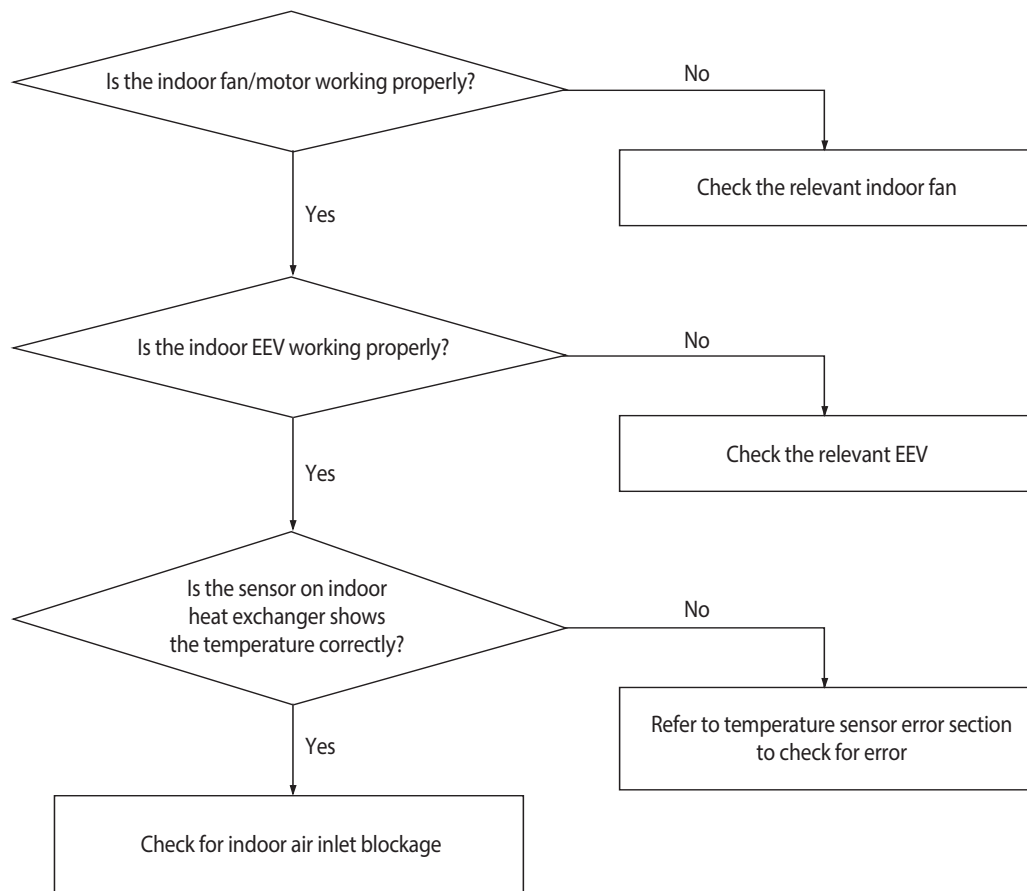 Is the indoor fan/motor working properly?
No
Check the relevant indoor fan
Yes
Is the indoor EEV working properly?
No
Check the relevant EEV
Yes
Is the sensor on indoor
heat exchanger shows
the temperature correctly?
No
Refer to temperature sensor error section
to check for error
Yes
Check for indoor air inlet blockage